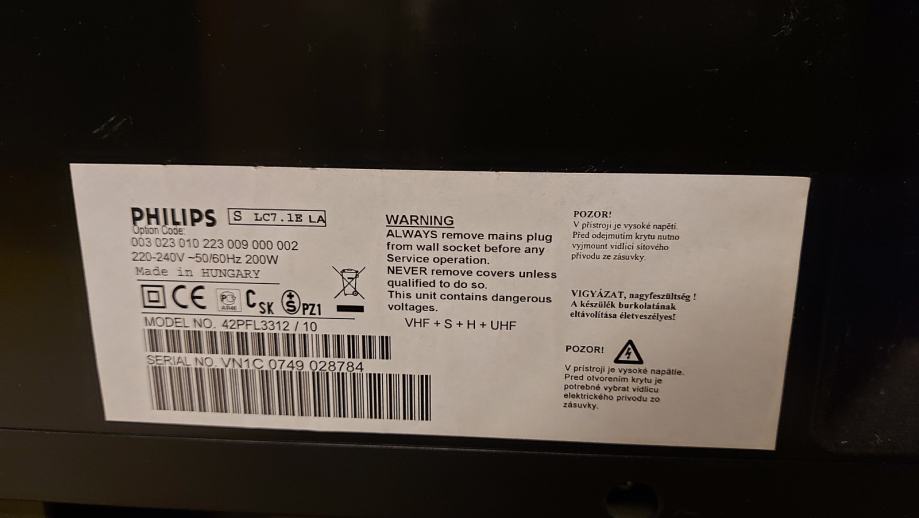 PHILIPS S LC7.1E LA
Option Code:
003 023 010 223 009 000 002
220-240V ~50/60Hz 200W
Made in HUNGARY
CE
CSK
S PZ1
MODEL NO. 42PFL3312 / 10
SERIAL NO. VN1C 0749 028784
WARNING
ALWAYS remove mains plug
from wall socket before any
Service operation.
NEVER remove covers unless
qualified to do so.
This unit contains dangerous
voltages.
VHF + S + H + UHF
POZOR!
V přístroji je vysoké napětí.
Před odejmutím krytu nutno
vyjmout vidlici síťového
přívodu ze zásuvky.
VIGYÁZAT, nagyfeszültség !
A készülék burkolatának
eltávolítása életveszélyes!
POZOR!
V prístroji je vysoké napätie.
Pred otvorením krytu je
potrebné vybrat vidlicu
elektrického prívodu zo
zásuvky.